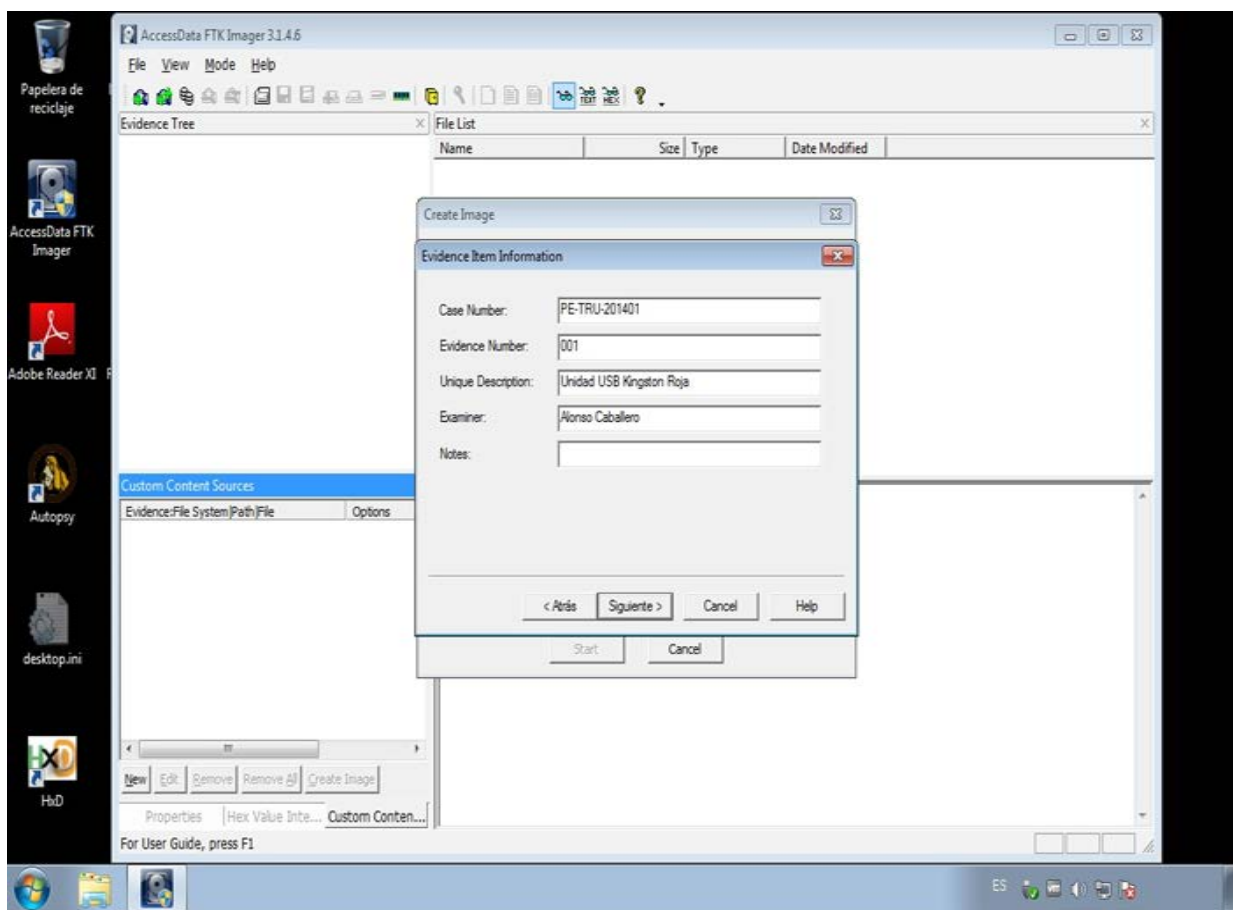 Papelera de
reciclaje
AccessData FTK
Imager
Adobe Reader XI
Autopsy
desktop.ini
HxD
AccessData FTK Imager 3.1.4.6
File View Mode Help
Evidence Tree
File List
Name Size Type Date Modified
Create Image
Evidence Item Information
Case Number: PE-TRU-201401
Evidence Number: 001
Unique Description: Unidad USB Kingston Roja
Examiner: Alonso Caballero
Notes:
< Atrás Siguiente > Cancel Help
Start Cancel
Custom Content Sources
Evidence:File System|Path|File Options
New Edit Remove Remove All Create Image
Properties Hex Value Inte... Custom Conten...
For User Guide, press F1
ES